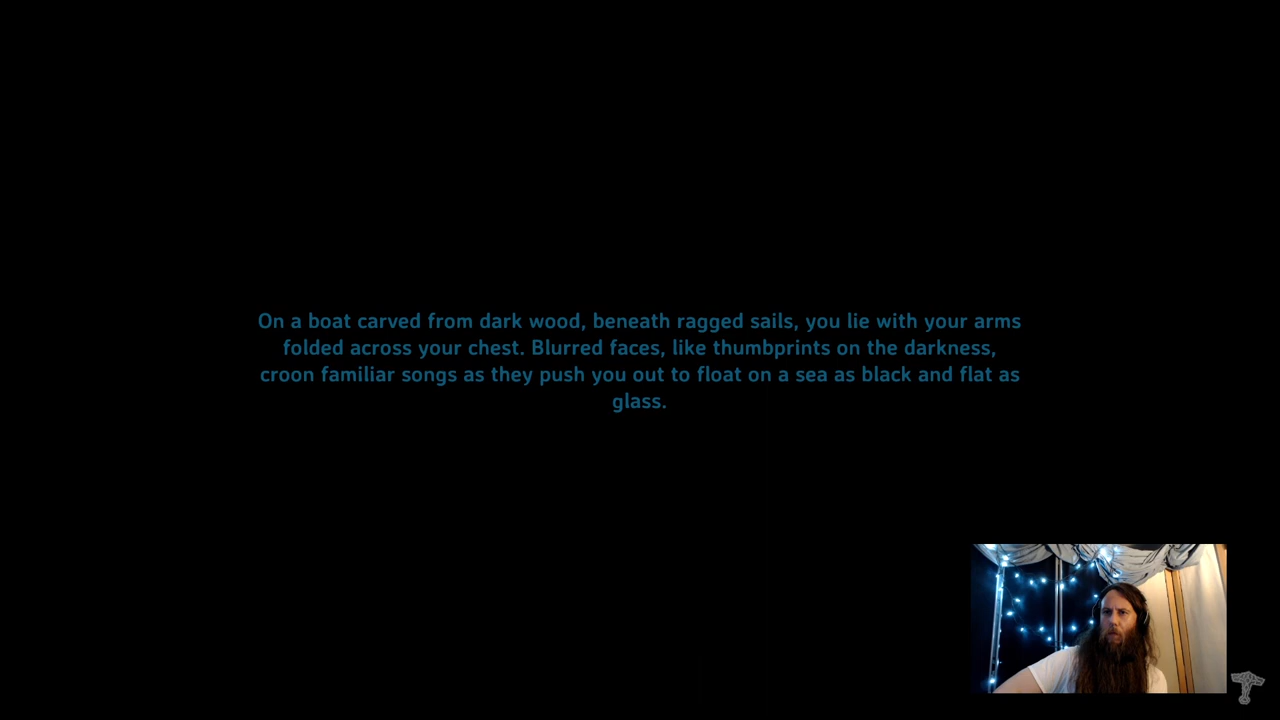 On a boat carved from dark wood, beneath ragged sails, you lie with your arms
folded across your chest. Blurred faces, like thumbprints on the darkness,
croon familiar songs as they push you out to float on a sea as black and flat as
glass.